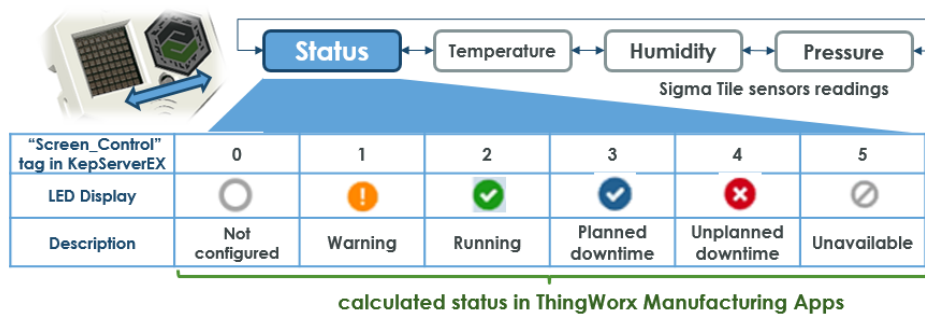 Status
Temperature
Humidity
Pressure
Sigma Tile sensors readings
“Screen_Control” 0 1 2 3 4 5
tag in KepServerEX
LED Display
Description
Not
configured
Warning
Running
Planned
downtime
Unplanned
downtime
Unavailable
calculated status in ThingWorx Manufacturing Apps